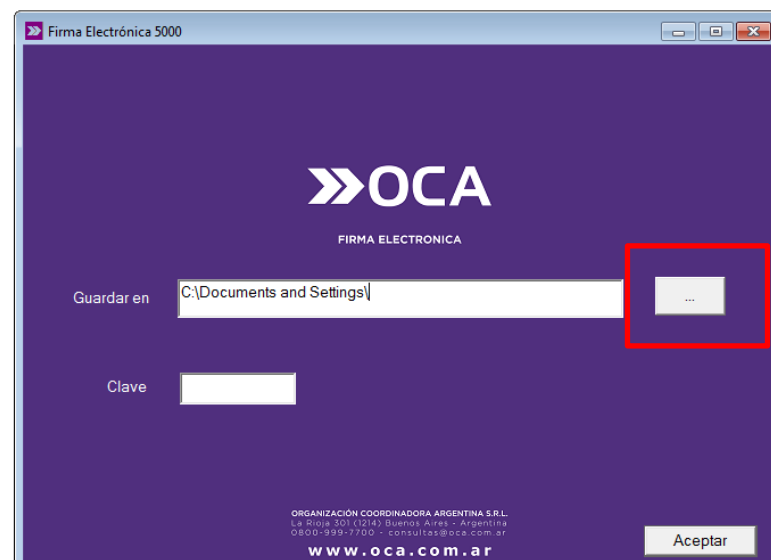 Firma Electrónica 5000
OCA
FIRMA ELECTRONICA
Guardar en
C:\Documents and Settings\
...
Clave
ORGANIZACIÓN COORDINADORA ARGENTINA S.R.L.
La Rioja 301 (1214) Buenos Aires - Argentina
0800-999-7700 - consultas@oca.com.ar
www.oca.com.ar
Aceptar